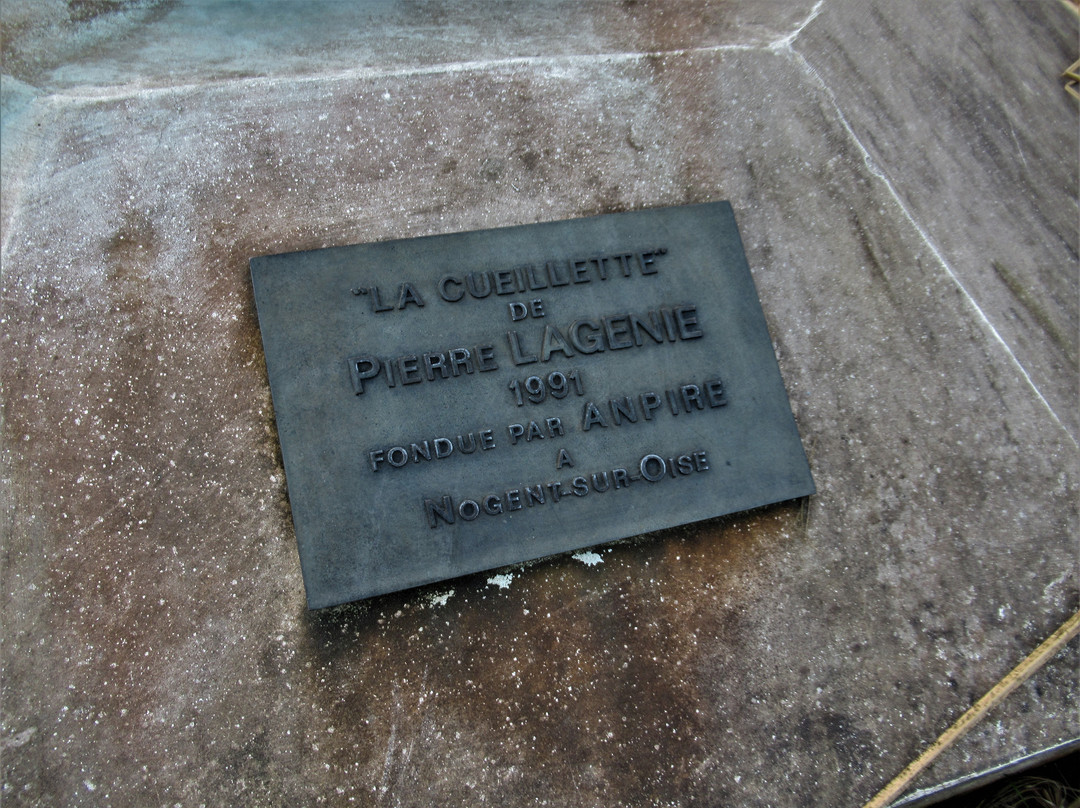 "LA CUEILLETTE"
DE
PIERRE LAGENIE
1991
FONDUE PAR ANPIRE
A
NOGENT-SUR-OISE